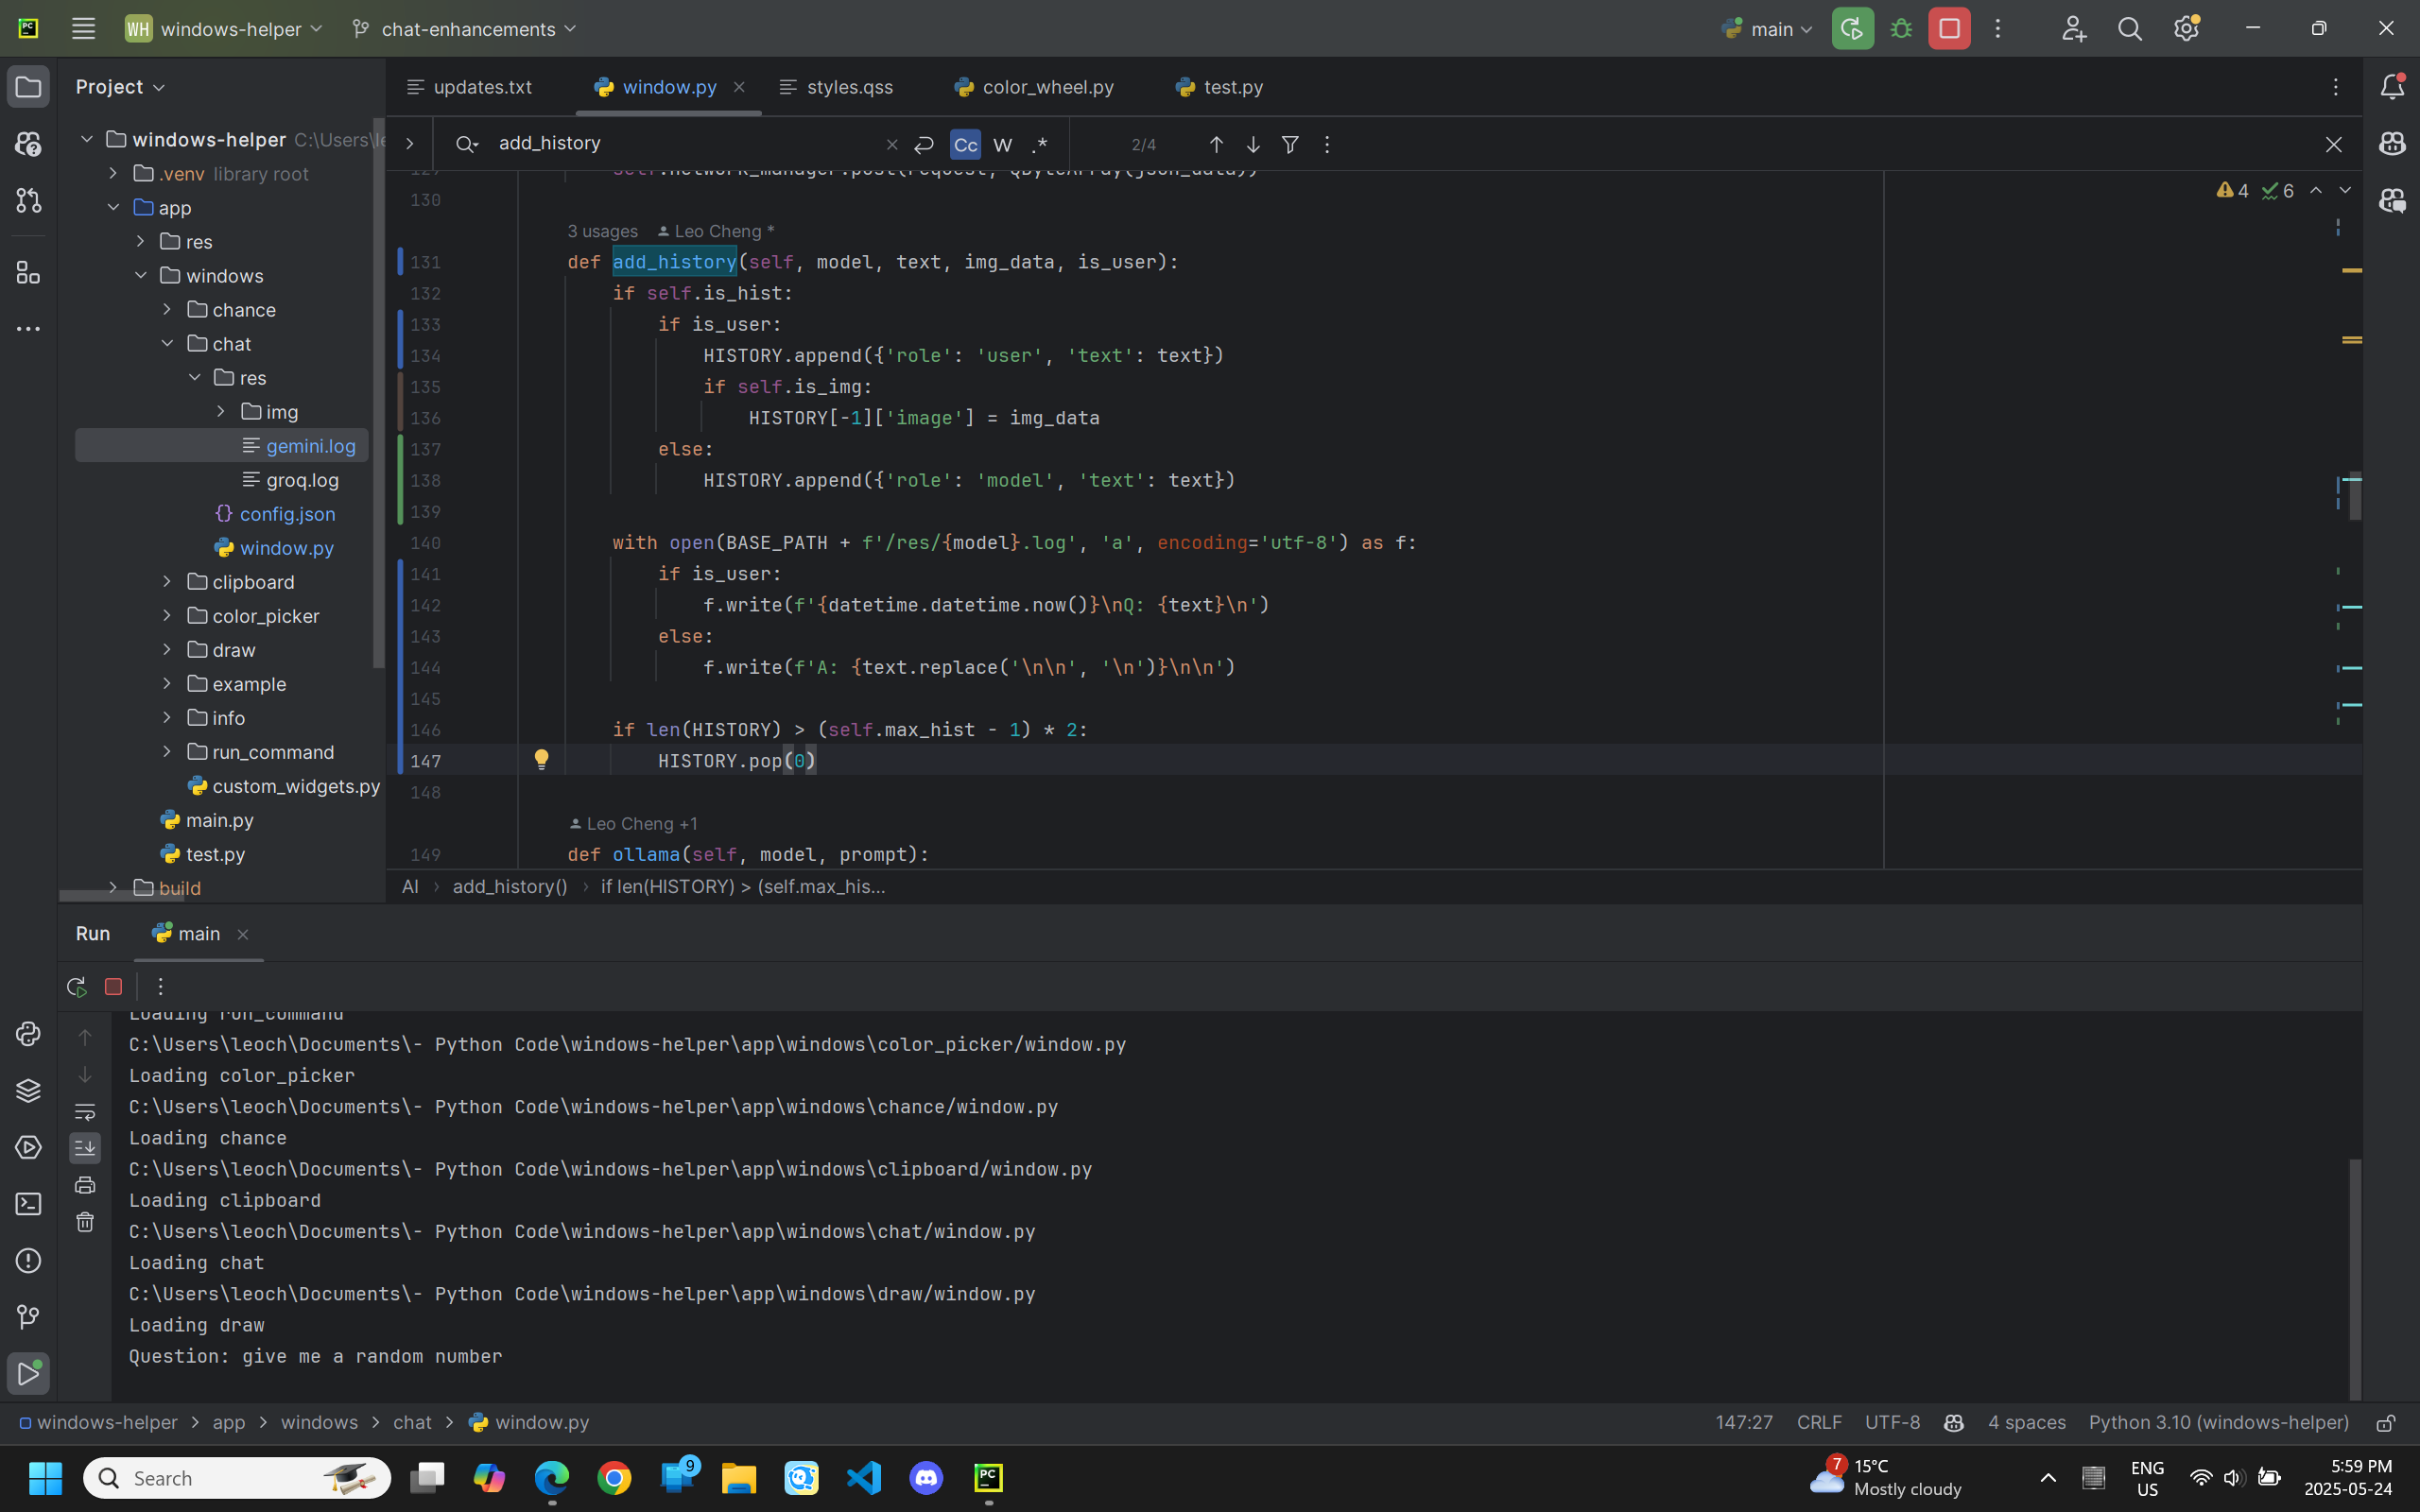 PC
WH windows-helper
chat-enhancements
main
Project
updates.txt
window.py
styles.qss
color_wheel.py
test.py
windows-helper C:\Users\le
.venv library root
app
res
windows
chance
chat
res
img
gemini.log
groq.log
config.json
window.py
clipboard
color_picker
draw
example
info
run_command
custom_widgets.py
main.py
test.py
build
add_history
Cc W .*
2/4
4 6
self.network_manager.post(request, QByteArray(json_data))
130
3 usages Leo Cheng *
131 def add_history(self, model, text, img_data, is_user):
132 if self.is_hist:
133 if is_user:
134 HISTORY.append({'role': 'user', 'text': text})
135 if self.is_img:
136 HISTORY[-1]['image'] = img_data
137 else:
138 HISTORY.append({'role': 'model', 'text': text})
139
140 with open(BASE_PATH + f'/res/{model}.log', 'a', encoding='utf-8') as f:
141 if is_user:
142 f.write(f'{datetime.datetime.now()}\nQ: {text}\n')
143 else:
144 f.write(f'A: {text.replace('\n\n', '\n')}\n\n')
145
146 if len(HISTORY) > (self.max_hist - 1) * 2:
147 HISTORY.pop(0)
148
Leo Cheng +1
149 def ollama(self, model, prompt):
AI › add_history() › if len(HISTORY) > (self.max_his...
Run main
Loading run_command
C:\Users\leoch\Documents\- Python Code\windows-helper\app\windows\color_picker/window.py
Loading color_picker
C:\Users\leoch\Documents\- Python Code\windows-helper\app\windows\chance/window.py
Loading chance
C:\Users\leoch\Documents\- Python Code\windows-helper\app\windows\clipboard/window.py
Loading clipboard
C:\Users\leoch\Documents\- Python Code\windows-helper\app\windows\chat/window.py
Loading chat
C:\Users\leoch\Documents\- Python Code\windows-helper\app\windows\draw/window.py
Loading draw
Question: give me a random number
windows-helper > app > windows > chat > window.py
147:27 CRLF UTF-8 4 spaces Python 3.10 (windows-helper)
Search
9
PC
7
15°C
Mostly cloudy
ENG
US
5:59 PM
2025-05-24